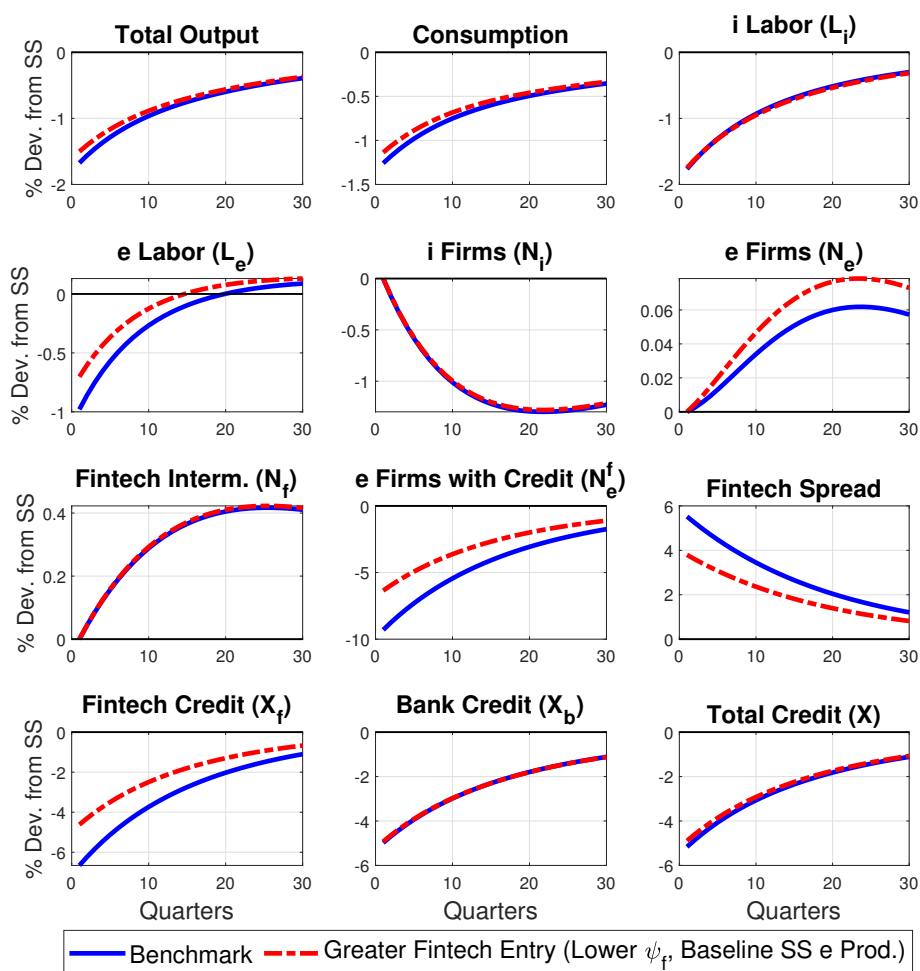 Total Output
Consumption
i Labor (L_i)
% Dev. from SS
0
-1
-2
0 10 20 30
0
-0.5
-1
-1.5
0 10 20 30
0
-1
-2
0 10 20 30
e Labor (L_e)
i Firms (N_i)
e Firms (N_e)
% Dev. from SS
0
-0.5
-1
0 10 20 30
0
-0.5
-1
0 10 20 30
0.06
0.04
0.02
0
0 10 20 30
Fintech Interm. (N_f)
e Firms with Credit (N_e^f)
Fintech Spread
% Dev. from SS
0.4
0.2
0
0 10 20 30
0
-5
-10
0 10 20 30
6
4
2
0
0 10 20 30
Fintech Credit (X_f)
Bank Credit (X_b)
Total Credit (X)
% Dev. from SS
0
-2
-4
-6
0 10 20 30
0
-2
-4
-6
0 10 20 30
0
-2
-4
-6
0 10 20 30
Quarters
Quarters
Quarters
Benchmark
Greater Fintech Entry (Lower ψ_f, Baseline SS e Prod.)